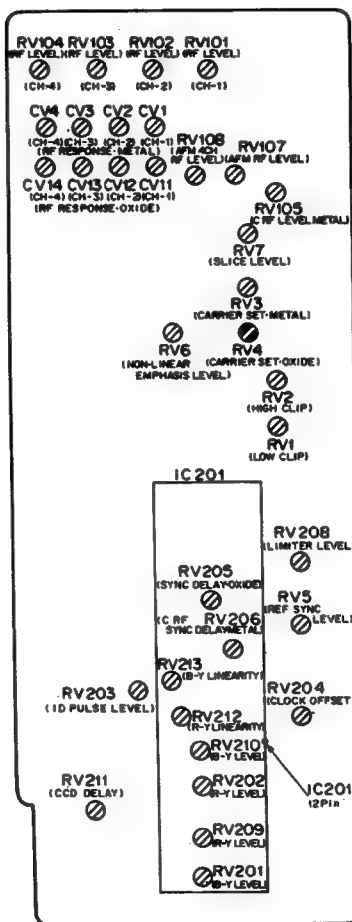 RV104 RV103 RV102 RV101
(RF LEVEL) (RF LEVEL) (RF LEVEL) (RF LEVEL)
(CH-4) (CH-3) (CH-2) (CH-1)
CV4 CV3 CV2 CV1
(CH-4) (CH-3) (CH-2) (CH-1)
(RF RESPONSE-METAL)
RV108
(AFM 4CH
RF LEVEL)
RV107
(AFM RF LEVEL)
CV14 CV13 CV12 CV11
(CH-4) (CH-3) (CH-2) (CH-1)
(RF RESPONSE-OXIDE)
RV105
(C RF LEVEL METAL)
RV7
(SLICE LEVEL)
RV3
(CARRIER SET-METAL)
RV6
(NON-LINEAR
EMPHASIS LEVEL)
RV4
(CARRIER SET-OXIDE)
RV2
(HIGH CLIP)
RV1
(LOW CLIP)
IC201
RV208
(LIMITER LEVEL)
RV205
(SYNC DELAY-OXIDE)
RV5
(REF SYNC
LEVEL)
(C RF RV206
SYNC DELAY METAL)
RV213
(B-Y LINEARITY)
RV203
(ID PULSE LEVEL)
RV204
(CLOCK OFFSET
RV212
(R-Y LINEARITY)
RV210
(B-Y LEVEL)
RV211
(CCD DELAY)
RV202
(R-Y LEVEL)
IC201
12Pin
RV209
(R-Y LEVEL)
RV201
(B-Y LEVEL)